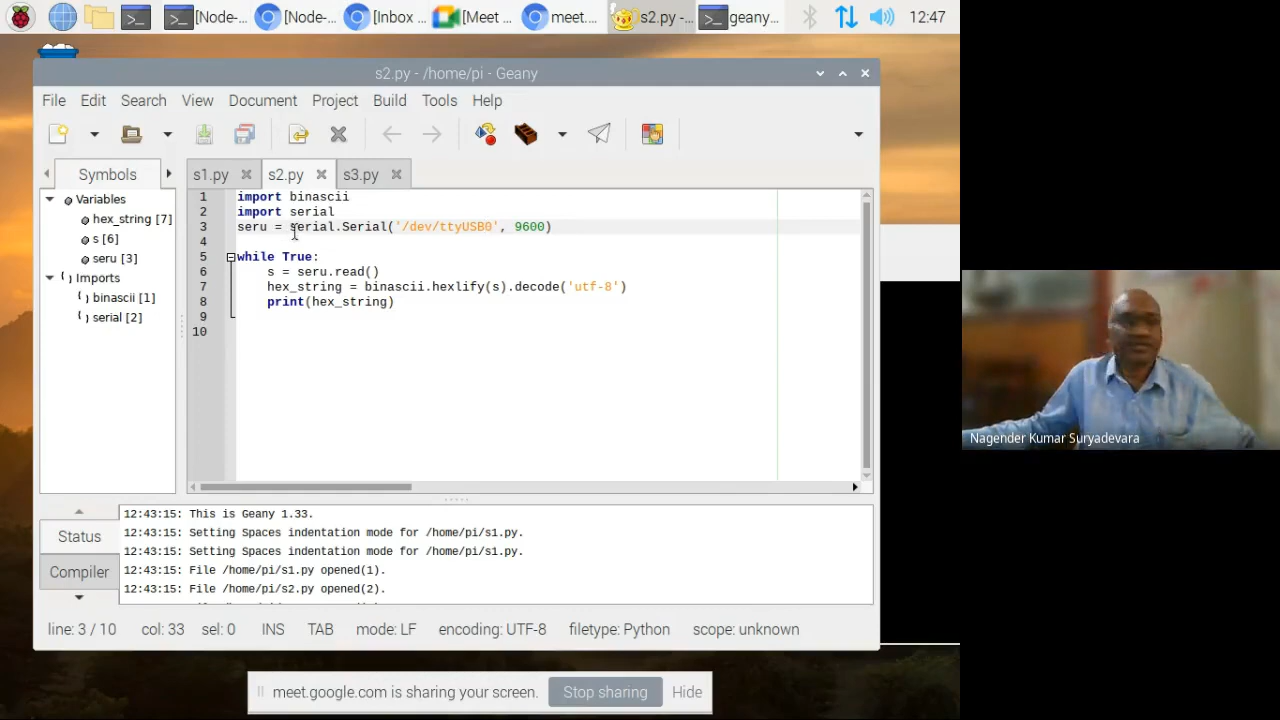 [Node-... [Node-... [Inbox ... [Meet ... meet.... s2.py -... geany... 12:47
s2.py - /home/pi - Geany
File Edit Search View Document Project Build Tools Help
Symbols s1.py s2.py s3.py
Variables
hex_string [7]
s [6]
seru [3]
Imports
binascii [1]
serial [2]
1 import binascii
2 import serial
3 seru = serial.Serial('/dev/ttyUSB0', 9600)
4
5 while True:
6 s = seru.read()
7 hex_string = binascii.hexlify(s).decode('utf-8')
8 print(hex_string)
9
10
Nagender Kumar Suryadevara
Status
Compiler
12:43:15: This is Geany 1.33.
12:43:15: Setting Spaces indentation mode for /home/pi/s1.py.
12:43:15: Setting Spaces indentation mode for /home/pi/s1.py.
12:43:15: File /home/pi/s1.py opened(1).
12:43:15: File /home/pi/s2.py opened(2).
line: 3 / 10 col: 33 sel: 0 INS TAB mode: LF encoding: UTF-8 filetype: Python scope: unknown
meet.google.com is sharing your screen. Stop sharing Hide